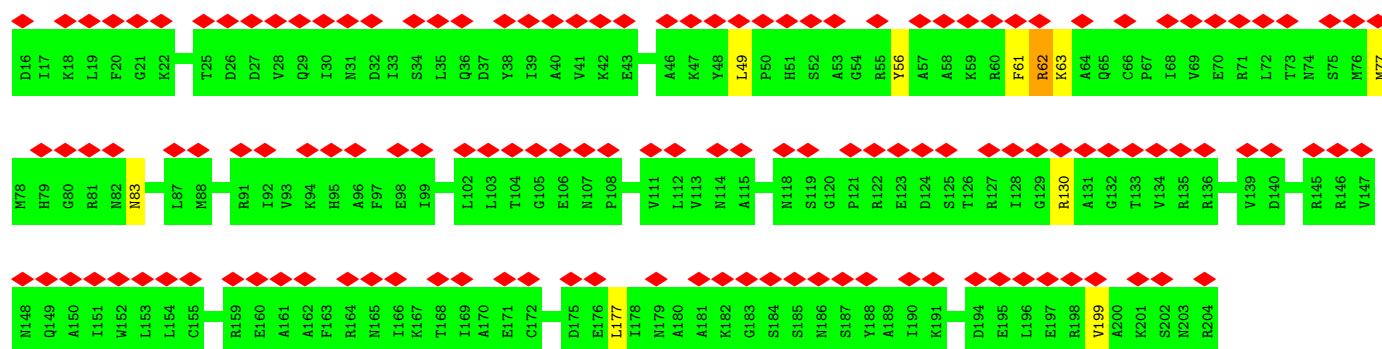 D16 I17 K18 L19 F20 G21 K22 T25 D26 D27 V28 Q29 I30 N31 D32 I33 S34 L35 Q36 D37 Y38 I39 A40 V41 K42 E43 A46 K47 Y48 L49 P50 H51 S52 A53 G54 R55 Y56 A57 A58 K59 R60 F61 R62 K63 A64 Q65 C66 P67 I68 V69 E70 R71 L72 T73 N74 S75 M76 M77
M78 H79 G80 R81 N82 N83 L87 M88 R91 I92 V93 K94 H95 A96 F97 E98 I99 L102 L103 T104 G105 E106 N107 P108 V111 L112 V113 N114 A115 N118 S119 G120 P121 R122 E123 D124 S125 T126 R127 I128 G129 R130 A131 G132 T133 V134 R135 R136 V139 D140 R145 R146 V147
N148 Q149 A150 I151 W152 L153 L154 C155 R159 E160 A161 A162 F163 R164 N165 I166 K167 T168 I169 A170 E171 C172 D175 E176 L177 I178 N179 A180 A181 K182 G183 S184 S185 N186 S187 Y188 A189 I190 K191 D194 E195 L196 E197 R198 V199 A200 K201 S202 N203 R204